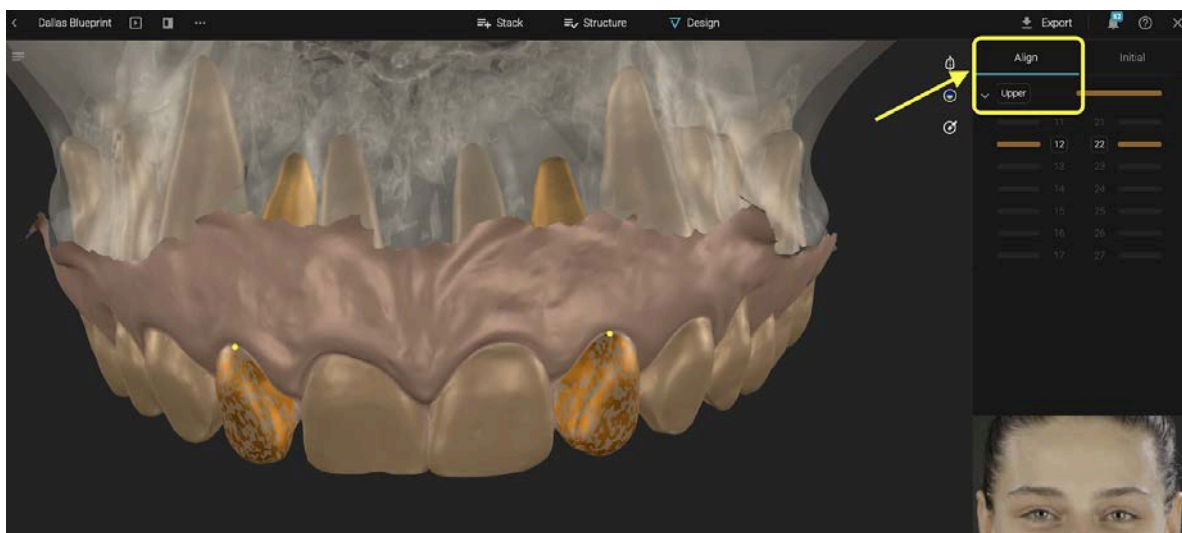 Dallas Blueprint ... Stack Structure Design Export 52
Align Initial
Upper
11 21
12 22
13 23
14 24
15 25
16 26
17 27